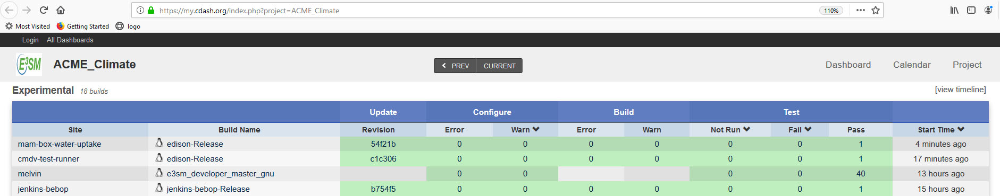 https://my.cdash.org/index.php?project=ACME_Climate 110%
Most Visited Getting Started logo
Login All Dashboards
E³SM ACME_Climate PREV CURRENT Dashboard Calendar Project
Experimental 18 builds [view timeline]
Update Configure Build Test
Site Build Name Revision Error Warn Error Warn Not Run Fail Pass Start Time
mam-box-water-uptake edison-Release 54f21b 0 0 0 0 0 0 1 4 minutes ago
cmdv-test-runner edison-Release c1c306 0 0 0 0 0 0 1 17 minutes ago
melvin e3sm_developer_master_gnu 0 0 0 0 40 13 hours ago
jenkins-bebop jenkins-bebop-Release b754f5 0 0 0 0 0 0 1 15 hours ago